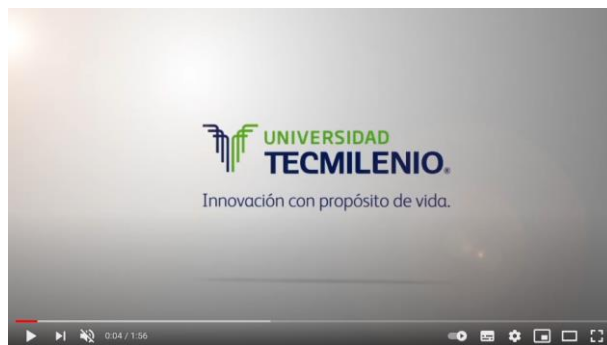 UNIVERSIDAD
TECMILENIO®
Innovación con propósito de vida.
0:04 / 1:56